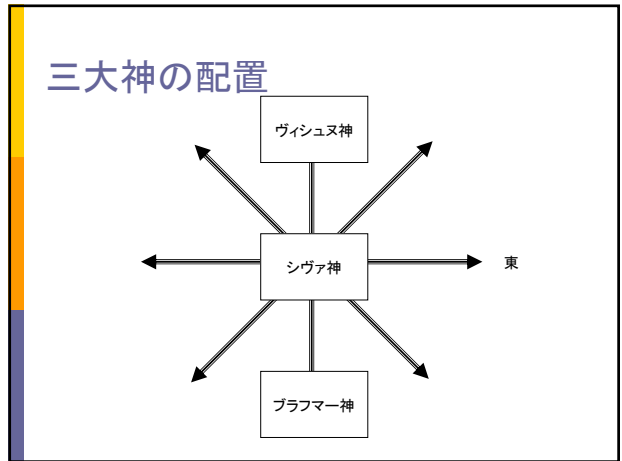 三大神の配置
ヴィシュヌ神
シヴァ神
東
ブラフマー神